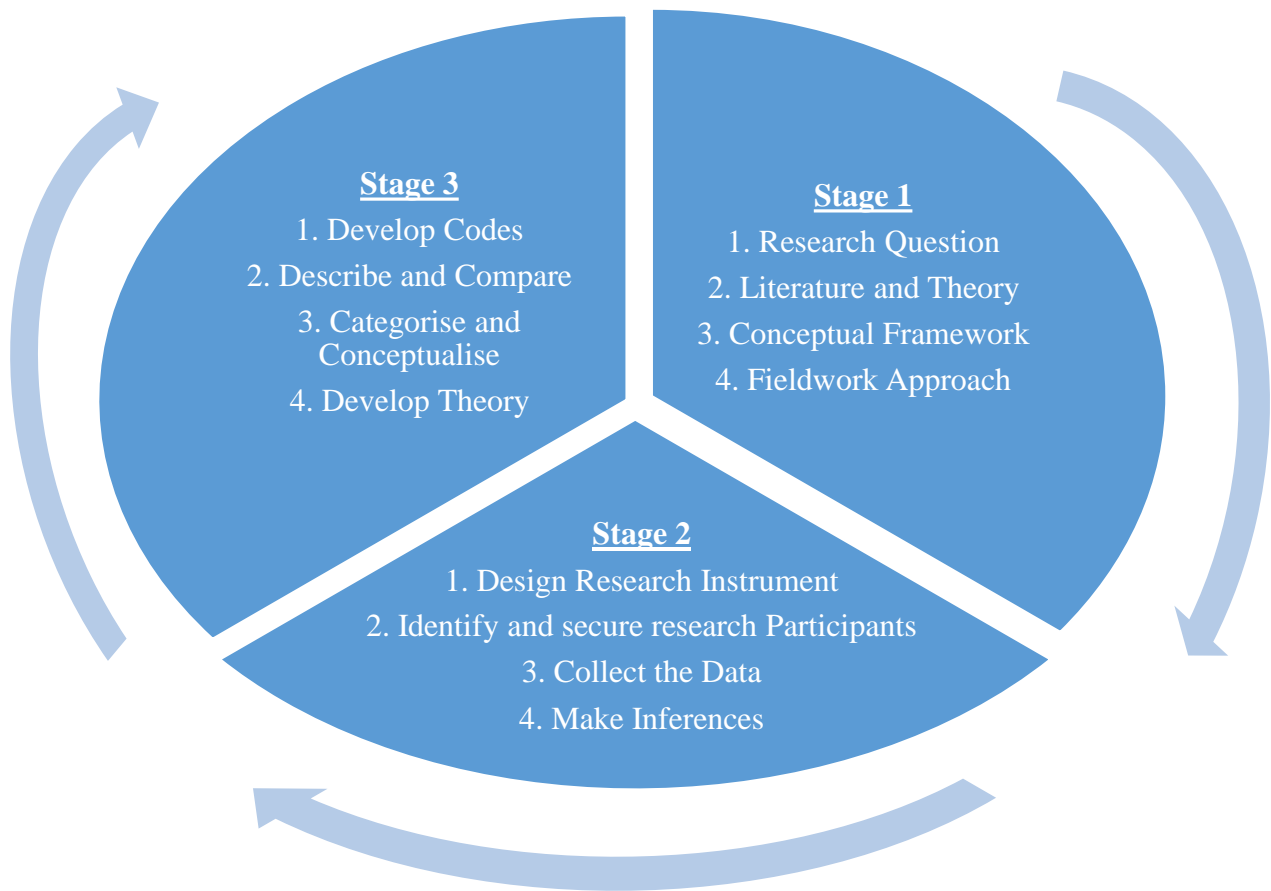 Stage 1
1. Research Question
2. Literature and Theory
3. Conceptual Framework
4. Fieldwork Approach
Stage 2
1. Design Research Instrument
2. Identify and secure research Participants
3. Collect the Data
4. Make Inferences
Stage 3
1. Develop Codes
2. Describe and Compare
3. Categorise and
Conceptualise
4. Develop Theory